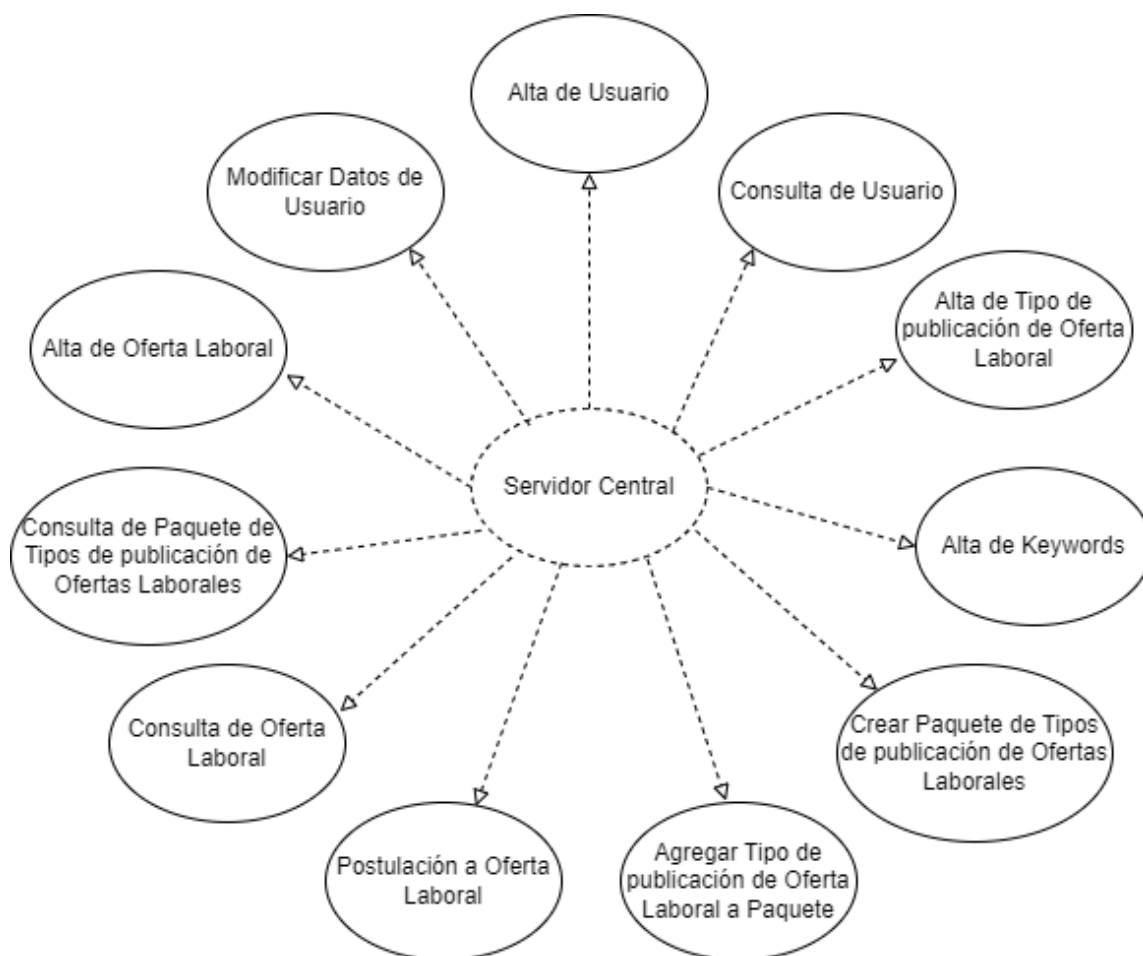 Alta de Usuario
Modificar Datos de
Usuario
Consulta de Usuario
Alta de Tipo de
publicación de Oferta
Laboral
Alta de Oferta Laboral
Servidor Central
Consulta de Paquete de
Tipos de publicación de
Ofertas Laborales
Alta de Keywords
Consulta de Oferta
Laboral
Crear Paquete de Tipos
de publicación de Ofertas
Laborales
Postulación a Oferta
Laboral
Agregar Tipo de
publicación de Oferta
Laboral a Paquete